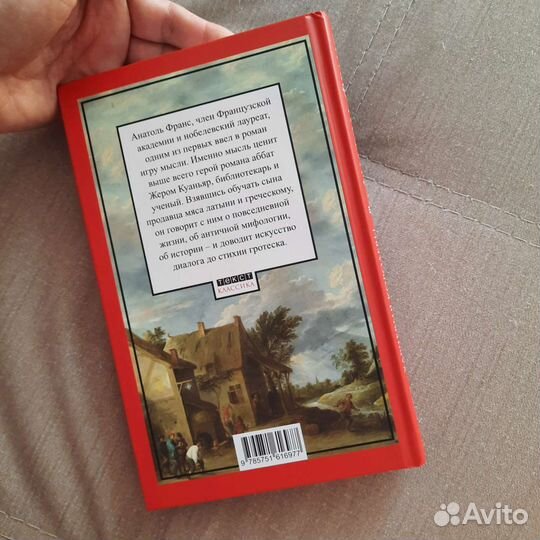 Анатоль Франс, член Французской
академии и нобелевский лауреат,
одним из первых ввел в роман
игру мысли. Именно мысль ценит
выше всего герой романа аббат
Жером Куаньяр, библиотекарь и
ученый. Взявшись обучать сына
продавца мяса латыни и греческому,
он говорит с ним о повседневной
жизни, об античной мифологии,
об истории – и доводит искусство
диалога до стихии гротеска.
ТЕКСТ
КЛАССИКА
9 785751 616977
Avito